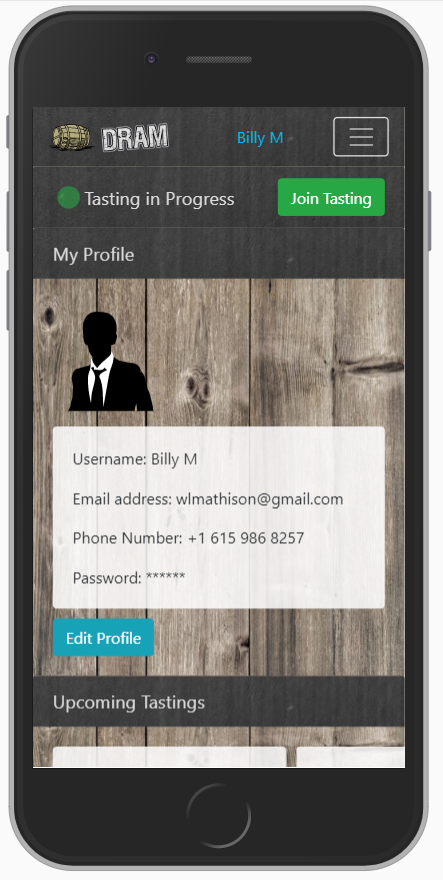 DRAM
Billy M
Tasting in Progress
Join Tasting
My Profile
Username: Billy M
Email address: wlmathison@gmail.com
Phone Number: +1 615 986 8257
Password: ******
Edit Profile
Upcoming Tastings